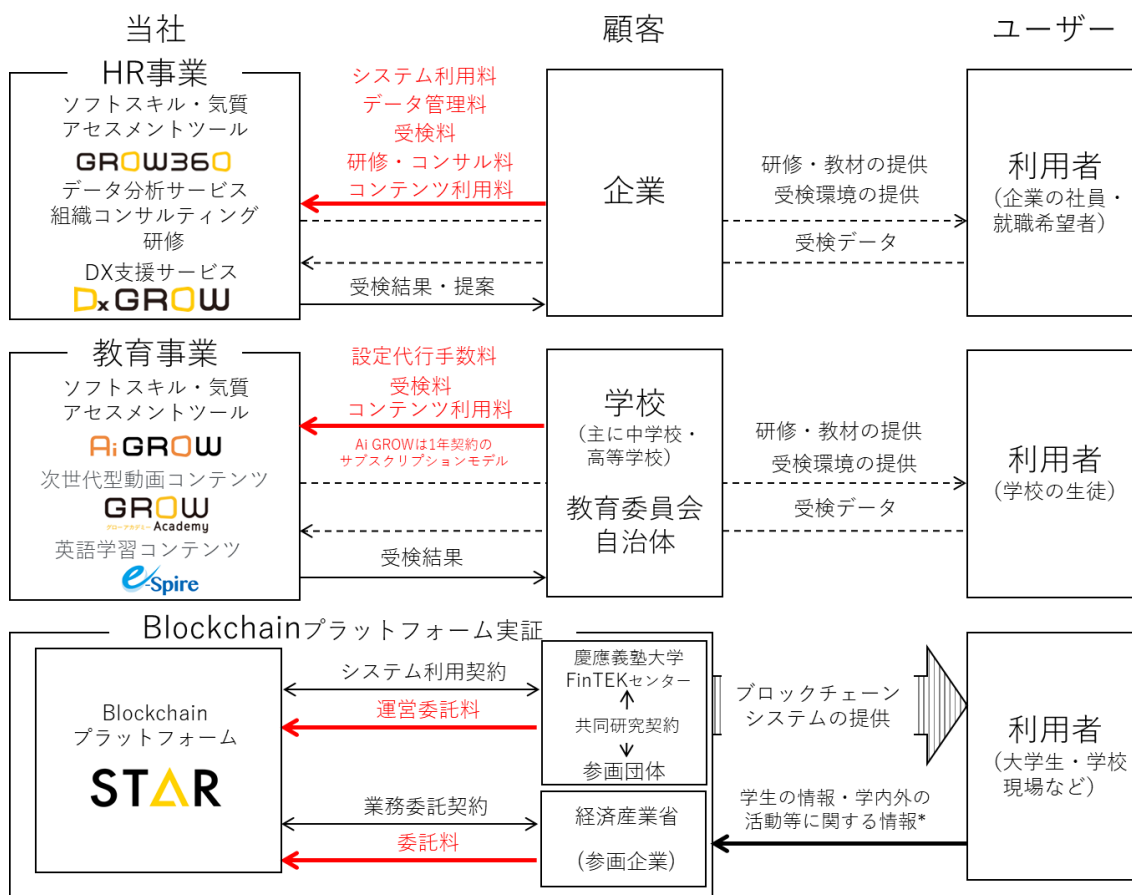 当社
顧客
ユーザー
HR事業
ソフトスキル・気質
アセスメントツール
GROW360
データ分析サービス
組織コンサルティング
研修
DX支援サービス
DxGROW
システム利用料
データ管理料
受検料
研修・コンサル料
コンテンツ利用料
受検結果・提案
企業
研修・教材の提供
受検環境の提供
受検データ
利用者
（企業の社員・
就職希望者）
教育事業
ソフトスキル・気質
アセスメントツール
Ai GROW
次世代型動画コンテンツ
GROW
グローアカデミー Academy
英語学習コンテンツ
e-Spire
設定代行手数料
受検料
コンテンツ利用料
Ai GROWは1年契約の
サブスクリプションモデル
受検結果
学校
（主に中学校・
高等学校）
教育委員会
自治体
研修・教材の提供
受検環境の提供
受検データ
利用者
（学校の生徒）
Blockchainプラットフォーム実証
Blockchain
プラットフォーム
STAR
システム利用契約
運営委託料
業務委託契約
委託料
慶應義塾大学
FinTEKセンター
共同研究契約
参画団体
経済産業省
（参画企業）
ブロックチェーン
システムの提供
学生の情報・学内外の
活動等に関する情報*
利用者
（大学生・学校
現場など）